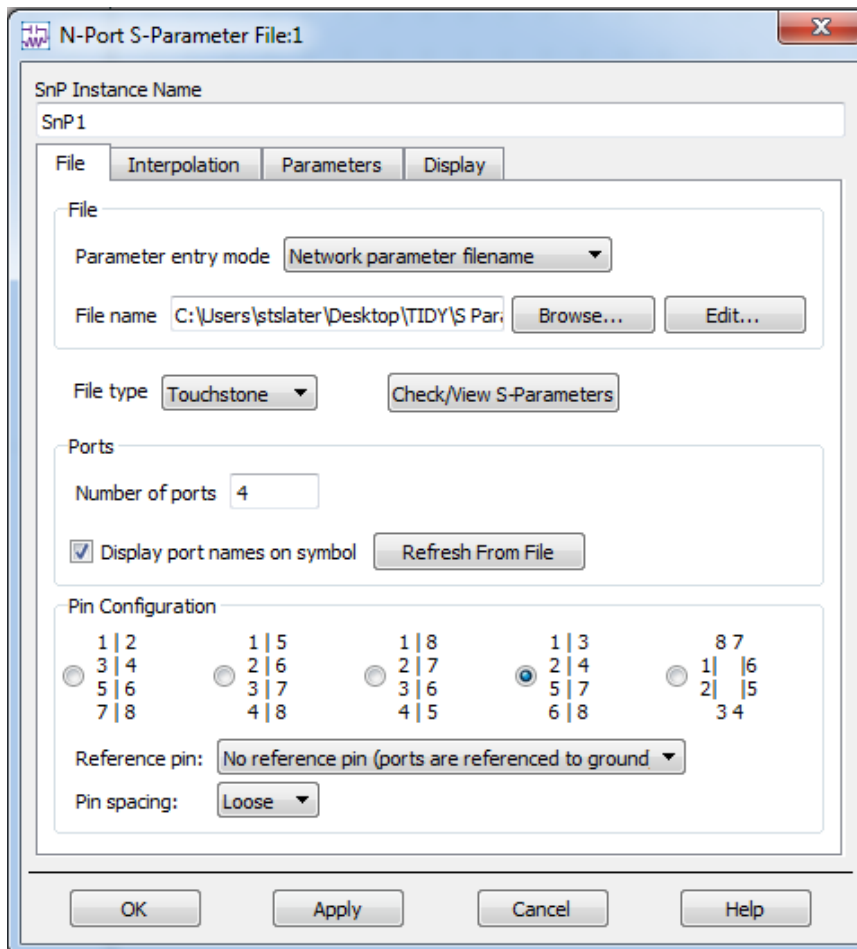 N-Port S-Parameter File:1
SnP Instance Name
SnP1
File Interpolation Parameters Display
File
Parameter entry mode Network parameter filename
File name C:\Users\stslater\Desktop\TIDY\S Par Browse... Edit...
File type Touchstone Check/View S-Parameters
Ports
Number of ports 4
Display port names on symbol Refresh From File
Pin Configuration
1|2 1|5 1|8 1|3 8 7
3|4 2|6 2|7 2|4 1| |6
5|6 3|7 3|6 5|7 2| |5
7|8 4|8 4|5 6|8 3 4
Reference pin: No reference pin (ports are referenced to ground
Pin spacing: Loose
OK Apply Cancel Help